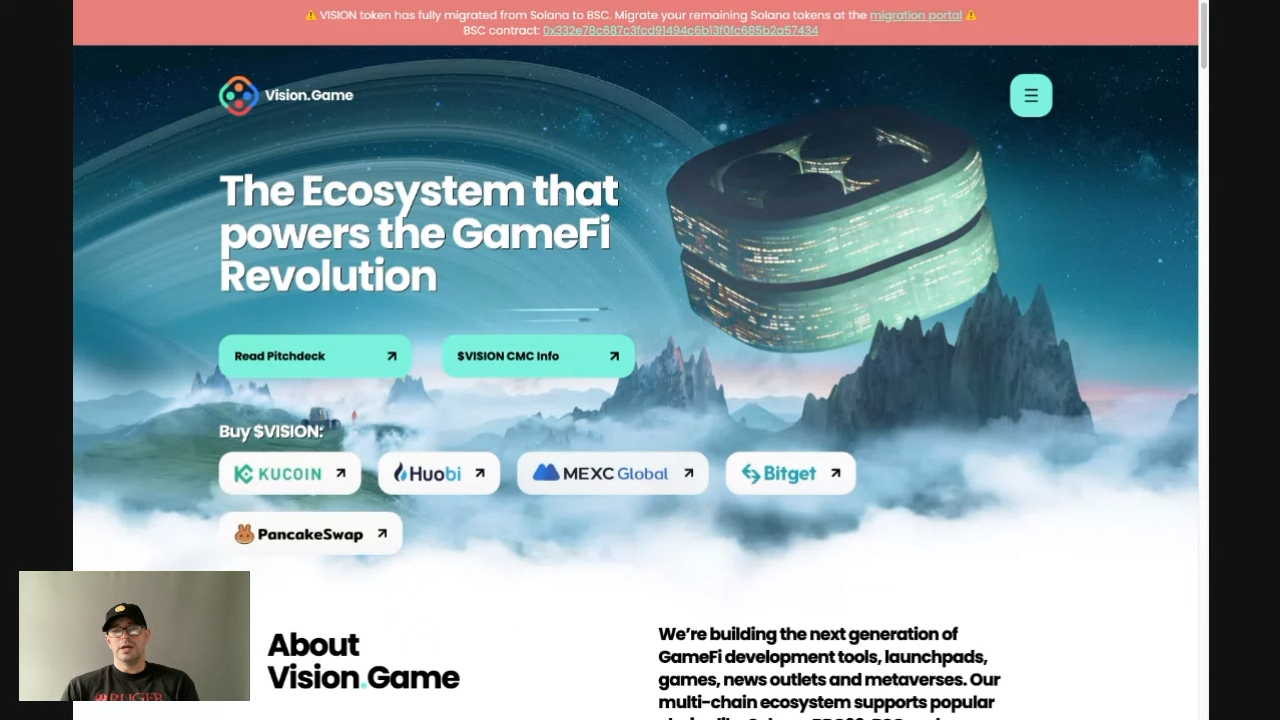 ⚠️ VISION token has fully migrated from Solana to BSC. Migrate your remaining Solana tokens at the migration portal ⚠️
BSC contract: 0x332e78c687c3fcd91494c6b13f0fc685b2a57434
Vision.Game
The Ecosystem that
powers the GameFi
Revolution
Read Pitchdeck
$VISION CMC Info
Buy $VISION:
KUCOIN
Huobi
MEXC Global
Bitget
PancakeSwap
About
Vision.Game
We're building the next generation of
GameFi development tools, launchpads,
games, news outlets and metaverses. Our
multi-chain ecosystem supports popular
RUGER